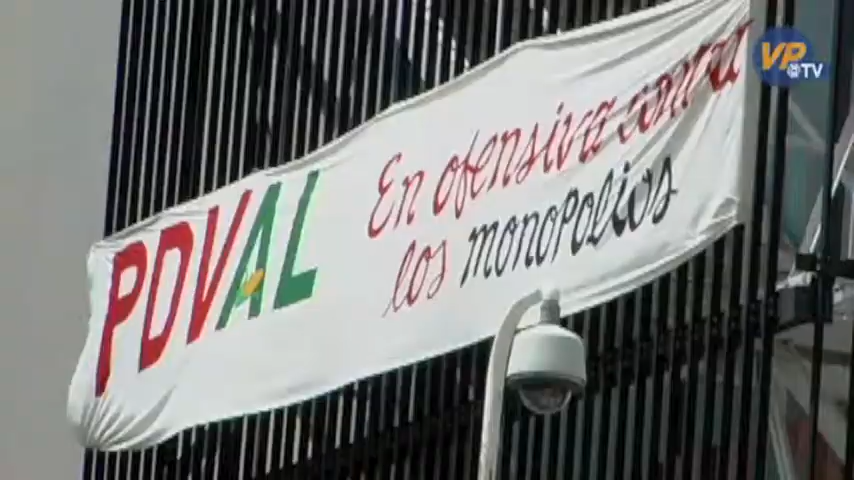 PDVAL
En ofensiva contra
los monopolios
VP
TV